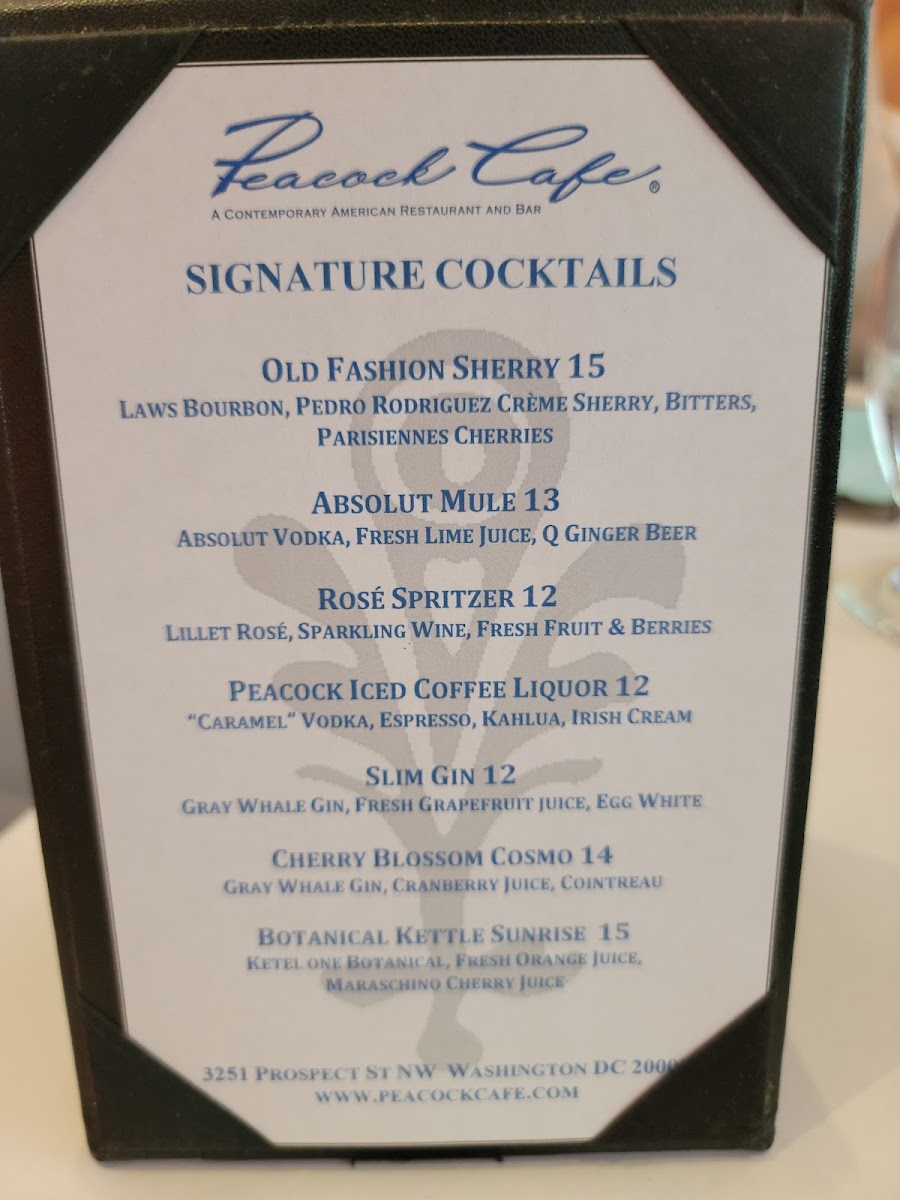 Peacock Cafe®
A Contemporary American Restaurant and Bar
SIGNATURE COCKTAILS
Old Fashion Sherry 15
Laws Bourbon, Pedro Rodriguez Crème Sherry, Bitters,
Parisiennes Cherries
Absolut Mule 13
Absolut Vodka, Fresh Lime Juice, Q Ginger Beer
Rosé Spritzer 12
Lillet Rosé, Sparkling Wine, Fresh Fruit & Berries
Peacock Iced Coffee Liquor 12
"Caramel" Vodka, Espresso, Kahlua, Irish Cream
Slim Gin 12
Gray Whale Gin, Fresh Grapefruit juice, Egg White
Cherry Blossom Cosmo 14
Gray Whale Gin, Cranberry Juice, Cointreau
Botanical Kettle Sunrise 15
Ketel one Botanical, Fresh Orange Juice,
Maraschino Cherry Juice
3251 Prospect St NW Washington DC
www.peacockcafe.com